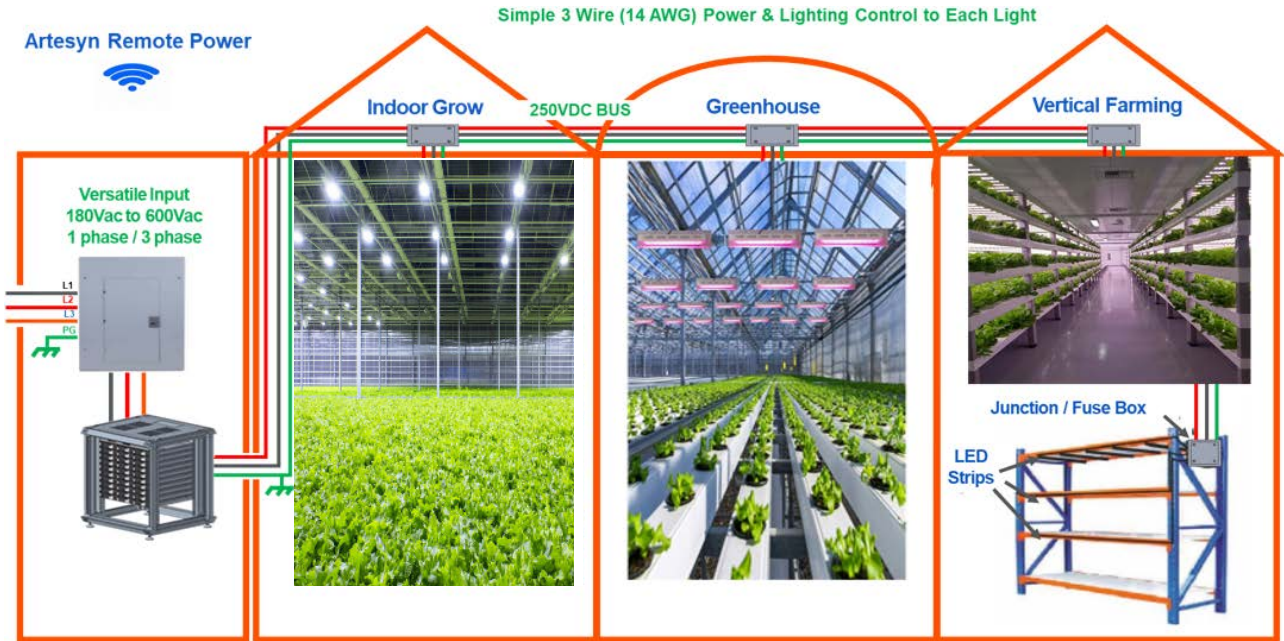 Simple 3 Wire (14 AWG) Power & Lighting Control to Each Light
Artesyn Remote Power
Indoor Grow
250VDC BUS
Greenhouse
Vertical Farming
Versatile Input
180Vac to 600Vac
1 phase / 3 phase
L1
L2
L3
PG
Junction / Fuse Box
LED
Strips